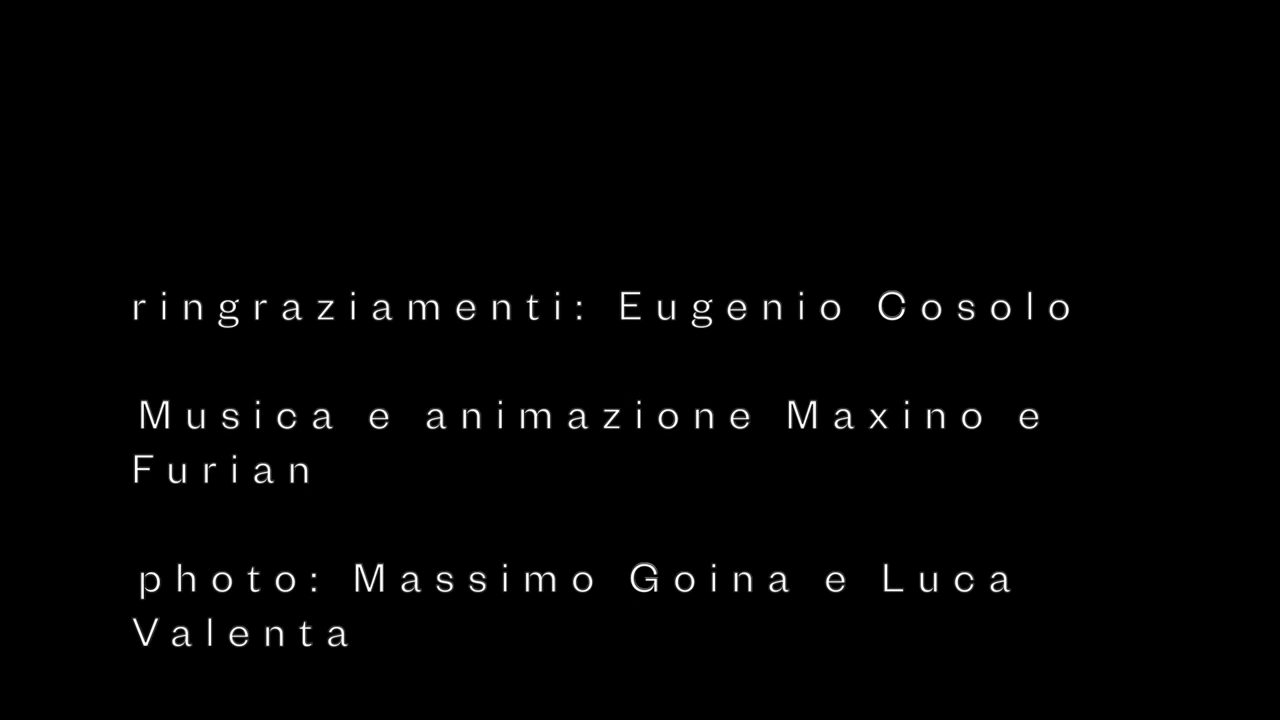 ringraziamenti: Eugenio Cosolo
Musica e animazione Maxino e
Furian
photo: Massimo Goina e Luca
Valenta